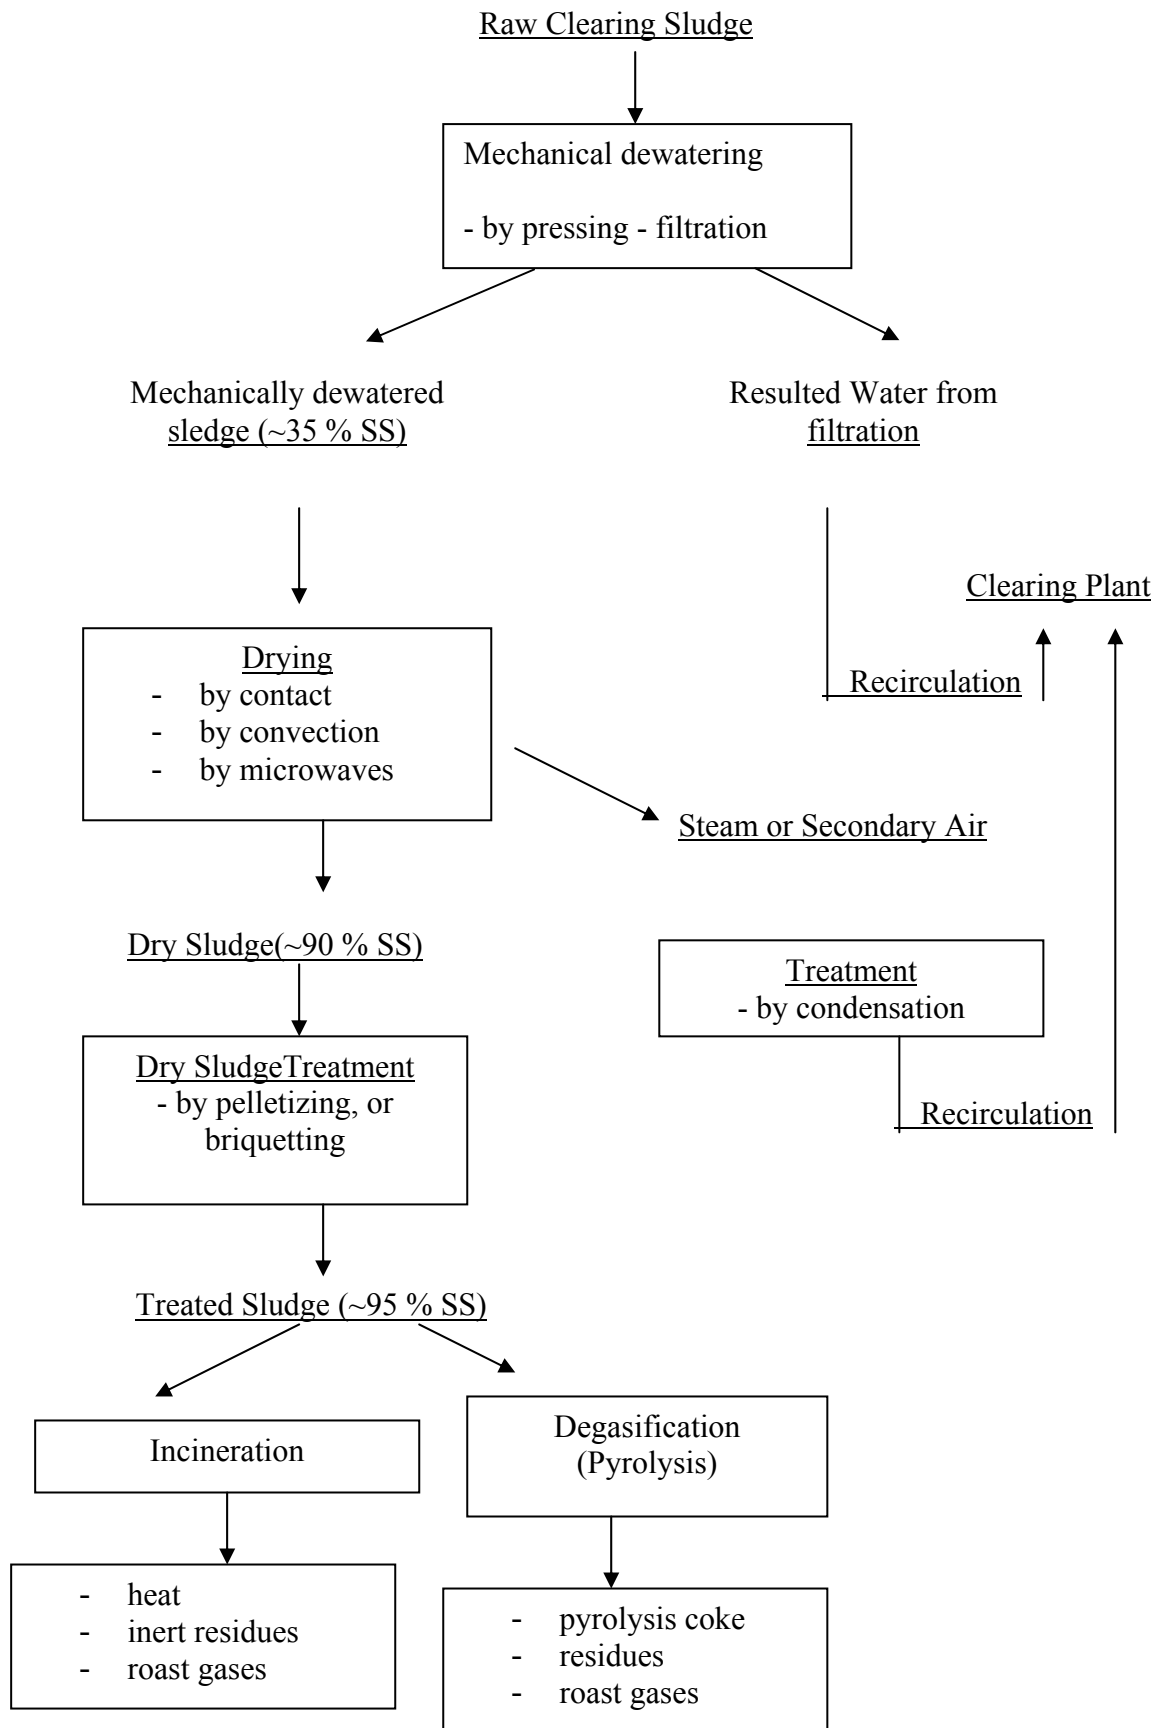 Raw Clearing Sludge
Mechanical dewatering
- by pressing - filtration
Mechanically dewatered
sledge (~35 % SS)
Resulted Water from
filtration
Clearing Plant
Recirculation
Drying
- by contact
- by convection
- by microwaves
Steam or Secondary Air
Dry Sludge(~90 % SS)
Treatment
- by condensation
Recirculation
Dry SludgeTreatment
- by pelletizing, or
briquetting
Treated Sludge (~95 % SS)
Incineration
Degasification
(Pyrolysis)
- heat
- inert residues
- roast gases
- pyrolysis coke
- residues
- roast gases